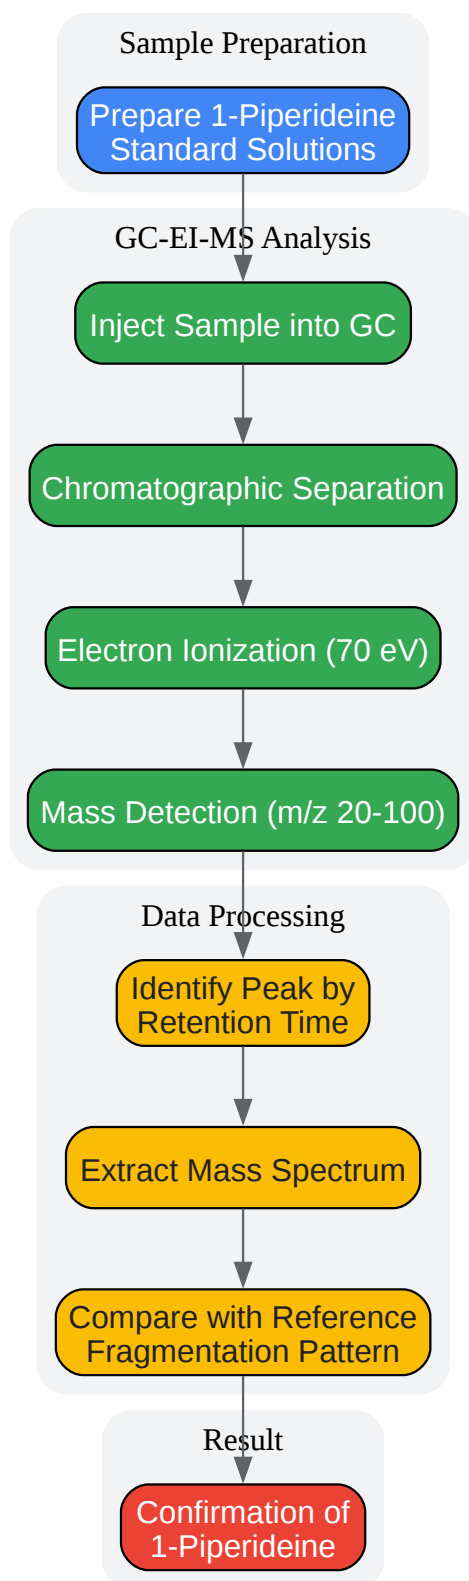 Sample Preparation
Prepare 1-Piperideine
Standard Solutions
GC-EI-MS Analysis
Inject Sample into GC
Chromatographic Separation
Electron Ionization (70 eV)
Mass Detection (m/z 20-100)
Data Processing
Identify Peak by
Retention Time
Extract Mass Spectrum
Compare with Reference
Fragmentation Pattern
Result
Confirmation of
1-Piperideine